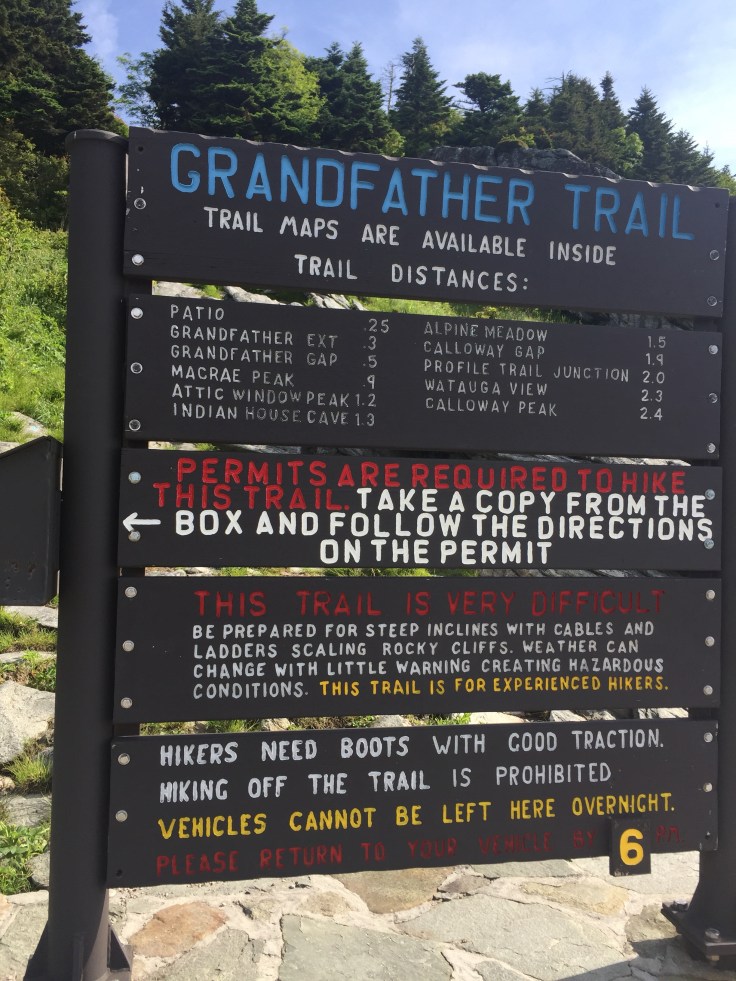 GRANDFATHER TRAIL
TRAIL MAPS ARE AVAILABLE INSIDE
TRAIL DISTANCES:
PATIO .25
GRANDFATHER EXT .3
GRANDFATHER GAP .5
MACRAE PEAK .9
ATTIC WINDOW PEAK 1.2
INDIAN HOUSE CAVE 1.3
ALPINE MEADOW 1.5
CALLOWAY GAP 1.9
PROFILE TRAIL JUNCTION 2.0
WATAUGA VIEW 2.3
CALLOWAY PEAK 2.4
PERMITS ARE REQUIRED TO HIKE
THIS TRAIL. TAKE A COPY FROM THE
← BOX AND FOLLOW THE DIRECTIONS
ON THE PERMIT
THIS TRAIL IS VERY DIFFICULT
BE PREPARED FOR STEEP INCLINES WITH CABLES AND
LADDERS SCALING ROCKY CLIFFS. WEATHER CAN
CHANGE WITH LITTLE WARNING CREATING HAZARDOUS
CONDITIONS. THIS TRAIL IS FOR EXPERIENCED HIKERS.
HIKERS NEED BOOTS WITH GOOD TRACTION.
HIKING OFF THE TRAIL IS PROHIBITED
VEHICLES CANNOT BE LEFT HERE OVERNIGHT.
PLEASE RETURN TO YOUR VEHICLE BY 6 P.M.